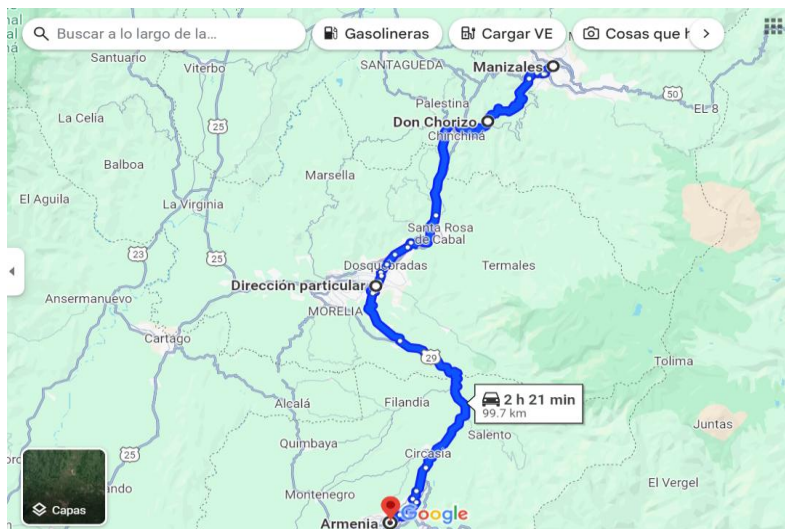 Buscar a lo largo de la...
Gasolineras
Cargar VE
Santuario
Viterbo
SANTAGUEDA
Manizales
50
EL 8
Palestina
La Celia
25
Don Chorizo
Chinchiná
Balboa
Marsella
El Aguila
La Virginia
Santa Rosa
de Cabal
23
25
Dosquebradas
Termales
Dirección particular
Ansermanuevo
MORELIA
Cartago
29
Tolima
2 h 21 min
99.7 km
Alcalá
Filandia
Salento
Juntas
Quimbaya
Circasia
25
El Vergel
Montenegro
Capas
Google
Armenia